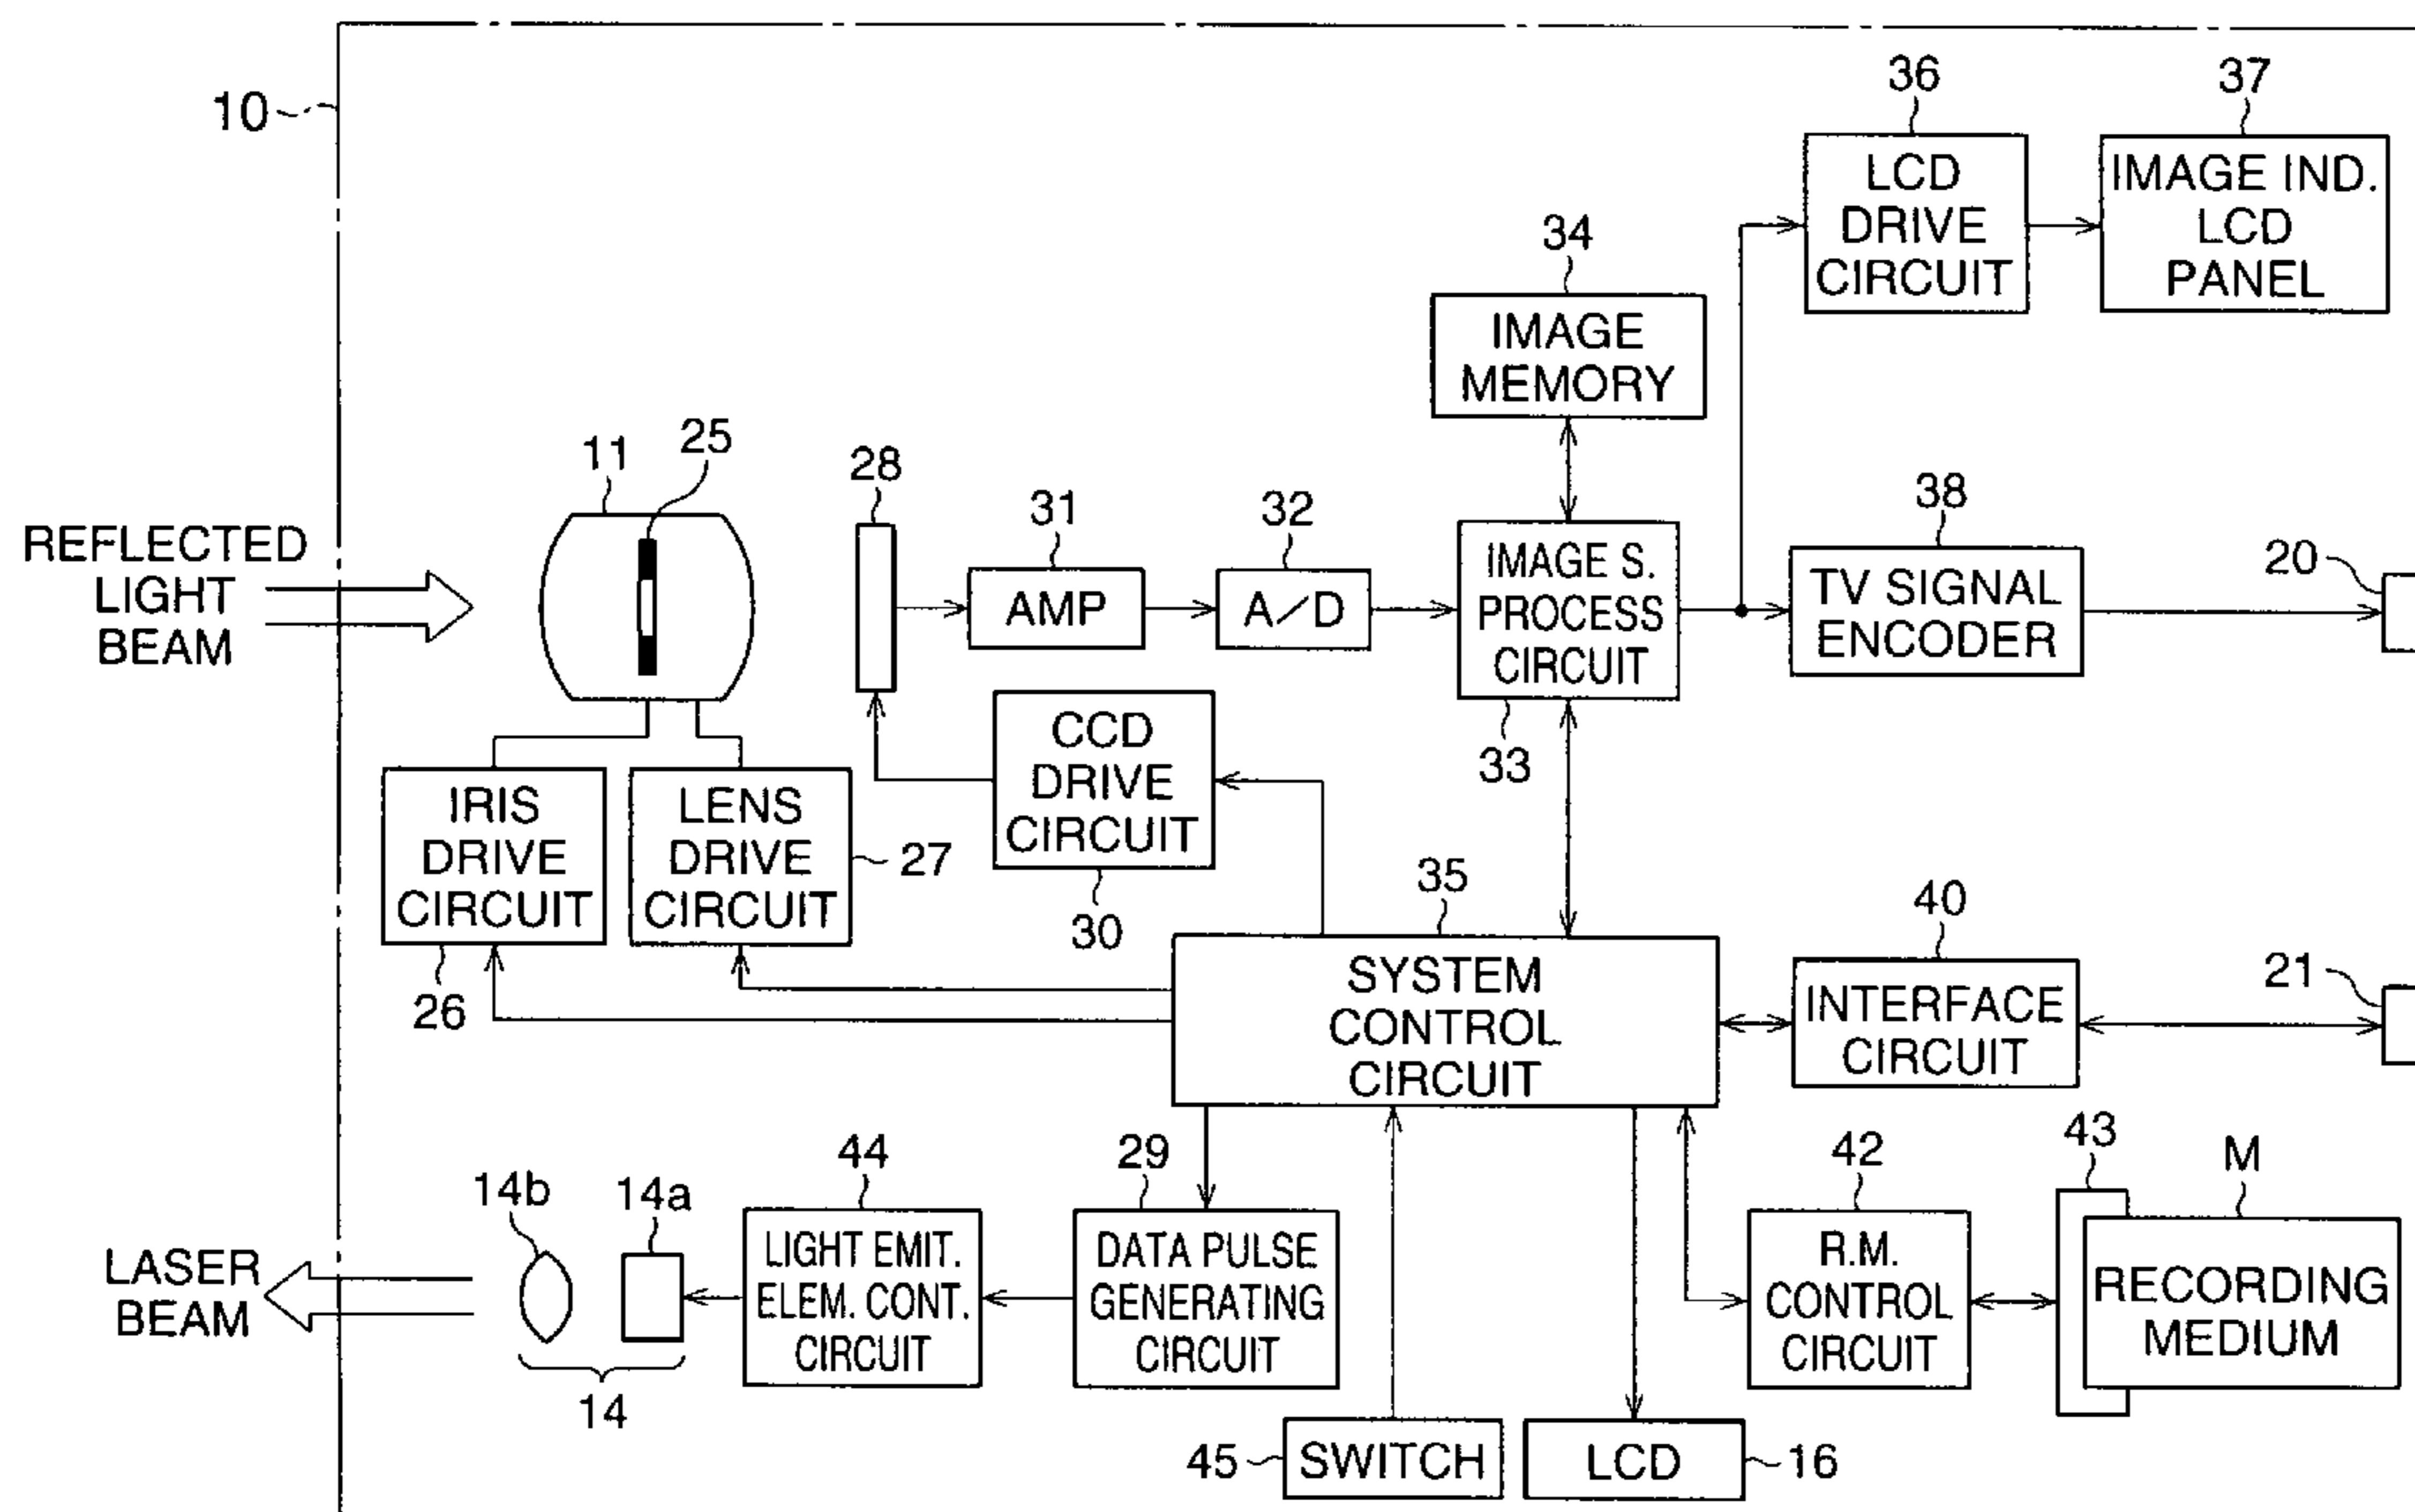 10
36
37
LCD
DRIVE
CIRCUIT
IMAGE IND.
LCD
PANEL
34
IMAGE
MEMORY
11
25
28
31
32
38
20
REFLECTED
LIGHT
BEAM
AMP
A/D
IMAGE S.
PROCESS
CIRCUIT
33
TV SIGNAL
ENCODER
IRIS
DRIVE
CIRCUIT
26
LENS
DRIVE
CIRCUIT
27
CCD
DRIVE
CIRCUIT
30
35
SYSTEM
CONTROL
CIRCUIT
40
INTERFACE
CIRCUIT
21
LASER
BEAM
14b
14a
14
44
LIGHT EMIT.
ELEM. CONT.
CIRCUIT
29
DATA PULSE
GENERATING
CIRCUIT
42
R.M.
CONTROL
CIRCUIT
43
M
RECORDING
MEDIUM
45
SWITCH
LCD
16